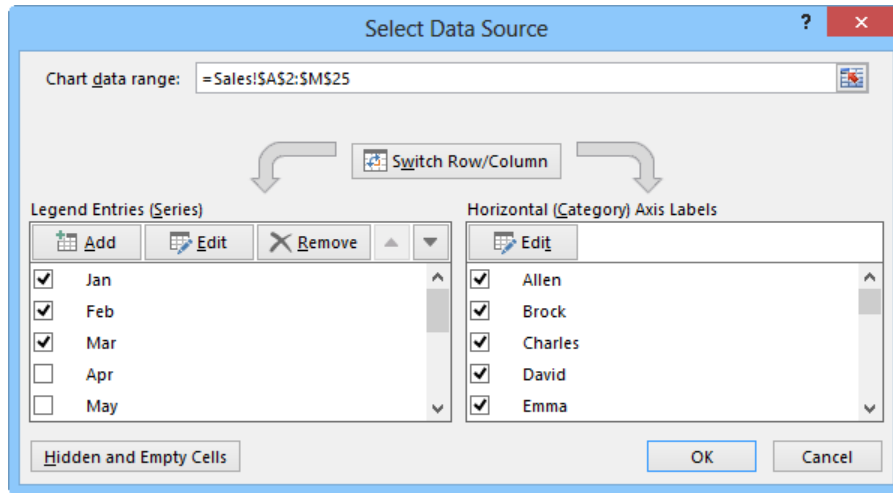 Select Data Source
?
Chart data range: =Sales!$A$2:$M$25
Switch Row/Column
Legend Entries (Series)
Add Edit Remove
Jan
Feb
Mar
Apr
May
Horizontal (Category) Axis Labels
Edit
Allen
Brock
Charles
David
Emma
Hidden and Empty Cells
OK
Cancel